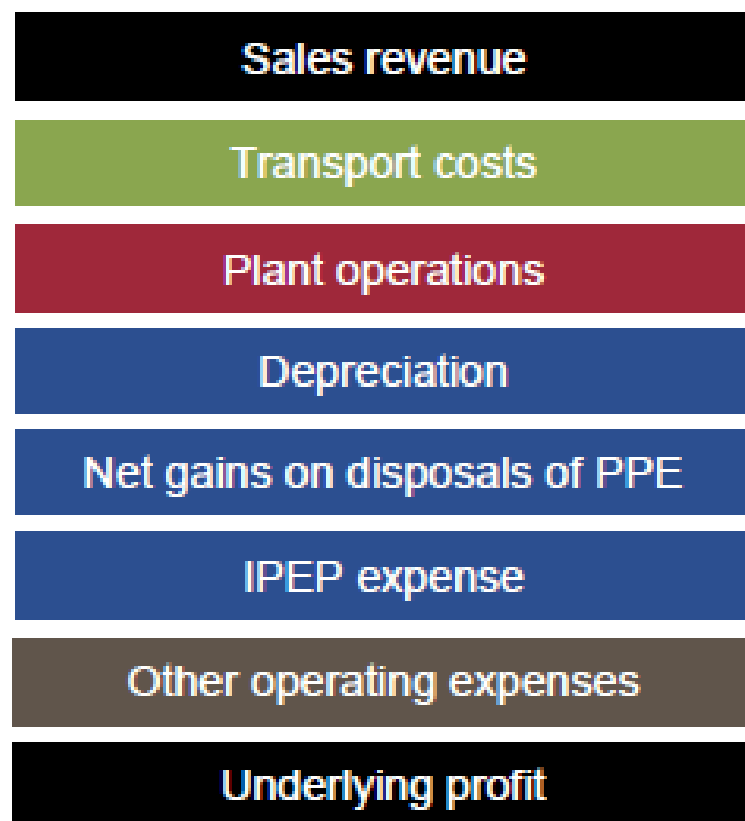 Sales revenue
Transport costs
Plant operations
Depreciation
Net gains on disposals of PPE
IPEP expense
Other operating expenses
Underlying profit